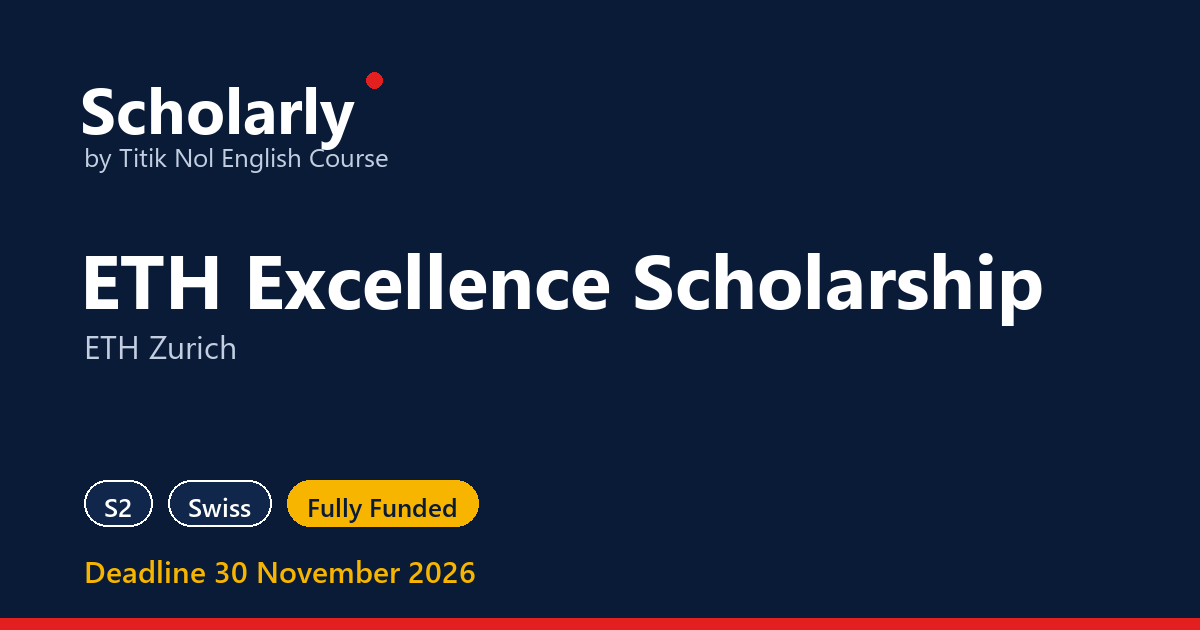 Scholarly
by Titik Nol English Course
ETH Excellence Scholarship
ETH Zurich
S2 Swiss Fully Funded
Deadline 30 November 2026